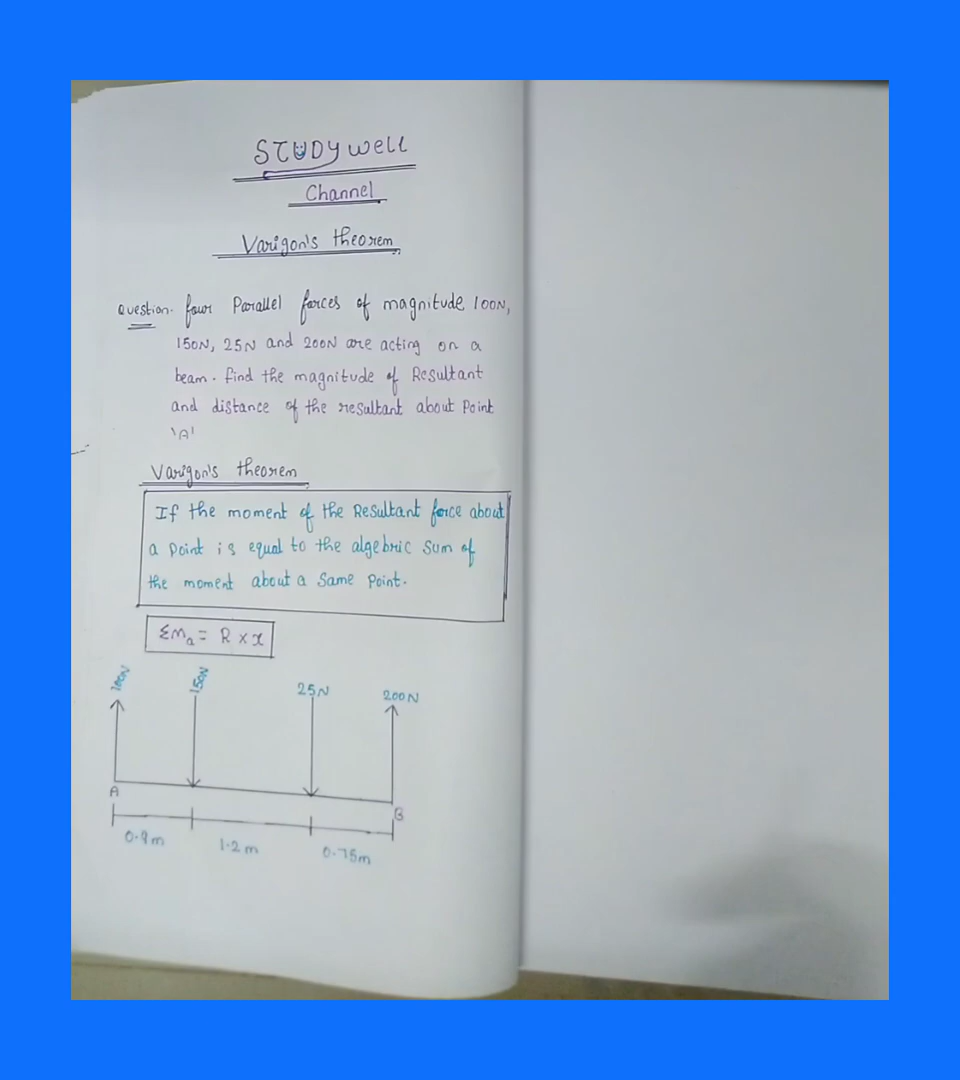 STUDY well
Channel
Varigon's theorem
Question. four Parallel forces of magnitude 100N,
150N, 25N and 200N are acting on a
beam. find the magnitude of Resultant
and distance of the resultant about Point
'A'
Varigon's theorem
If the moment of the Resultant force about
a Point is equal to the algebric sum of
the moment about a Same Point.
ΣMa = R × x
100N 150N 25N 200N
A B
0.9m 1.2m 0.75m